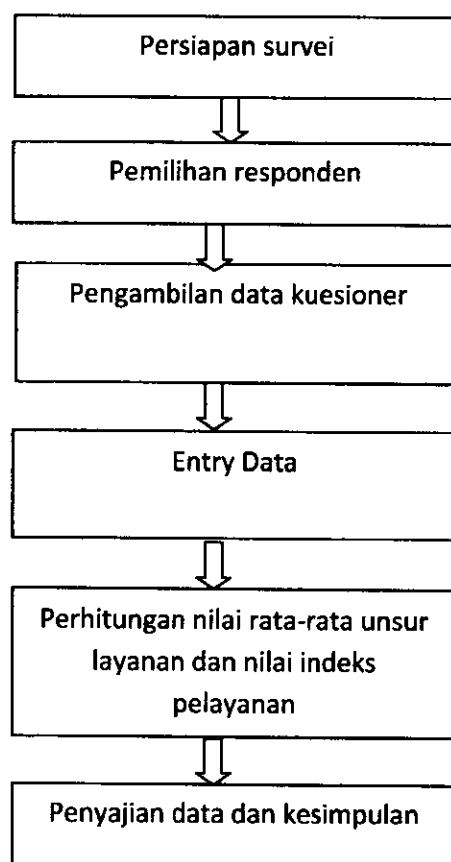 Persiapan survei
Pemilihan responden
Pengambilan data kuesioner
Entry Data
Perhitungan nilai rata-rata unsur
layanan dan nilai indeks
pelayanan
Penyajian data dan kesimpulan